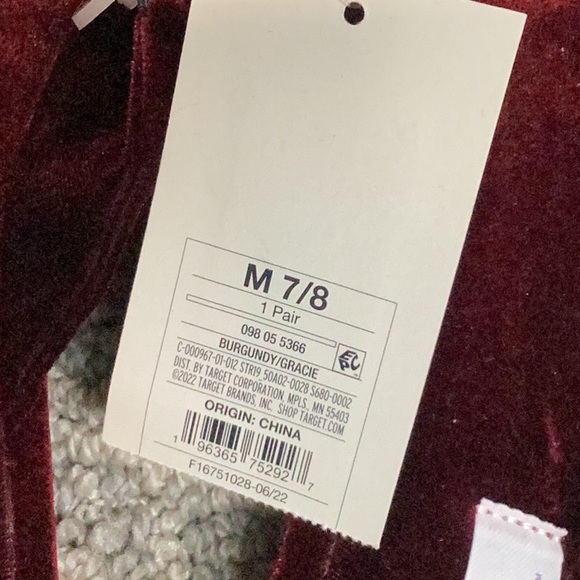 M 7/8
1 Pair
098 05 5366
BURGUNDY/GRACIE
C-000967-01-012 STR19 50A02-0028 S680-0002
DIST. BY TARGET CORPORATION, MPLS, MN 55403
©2022 TARGET BRANDS, INC. SHOP TARGET.COM
ORIGIN: CHINA
1 96365 75292 7
F16751028-06/22